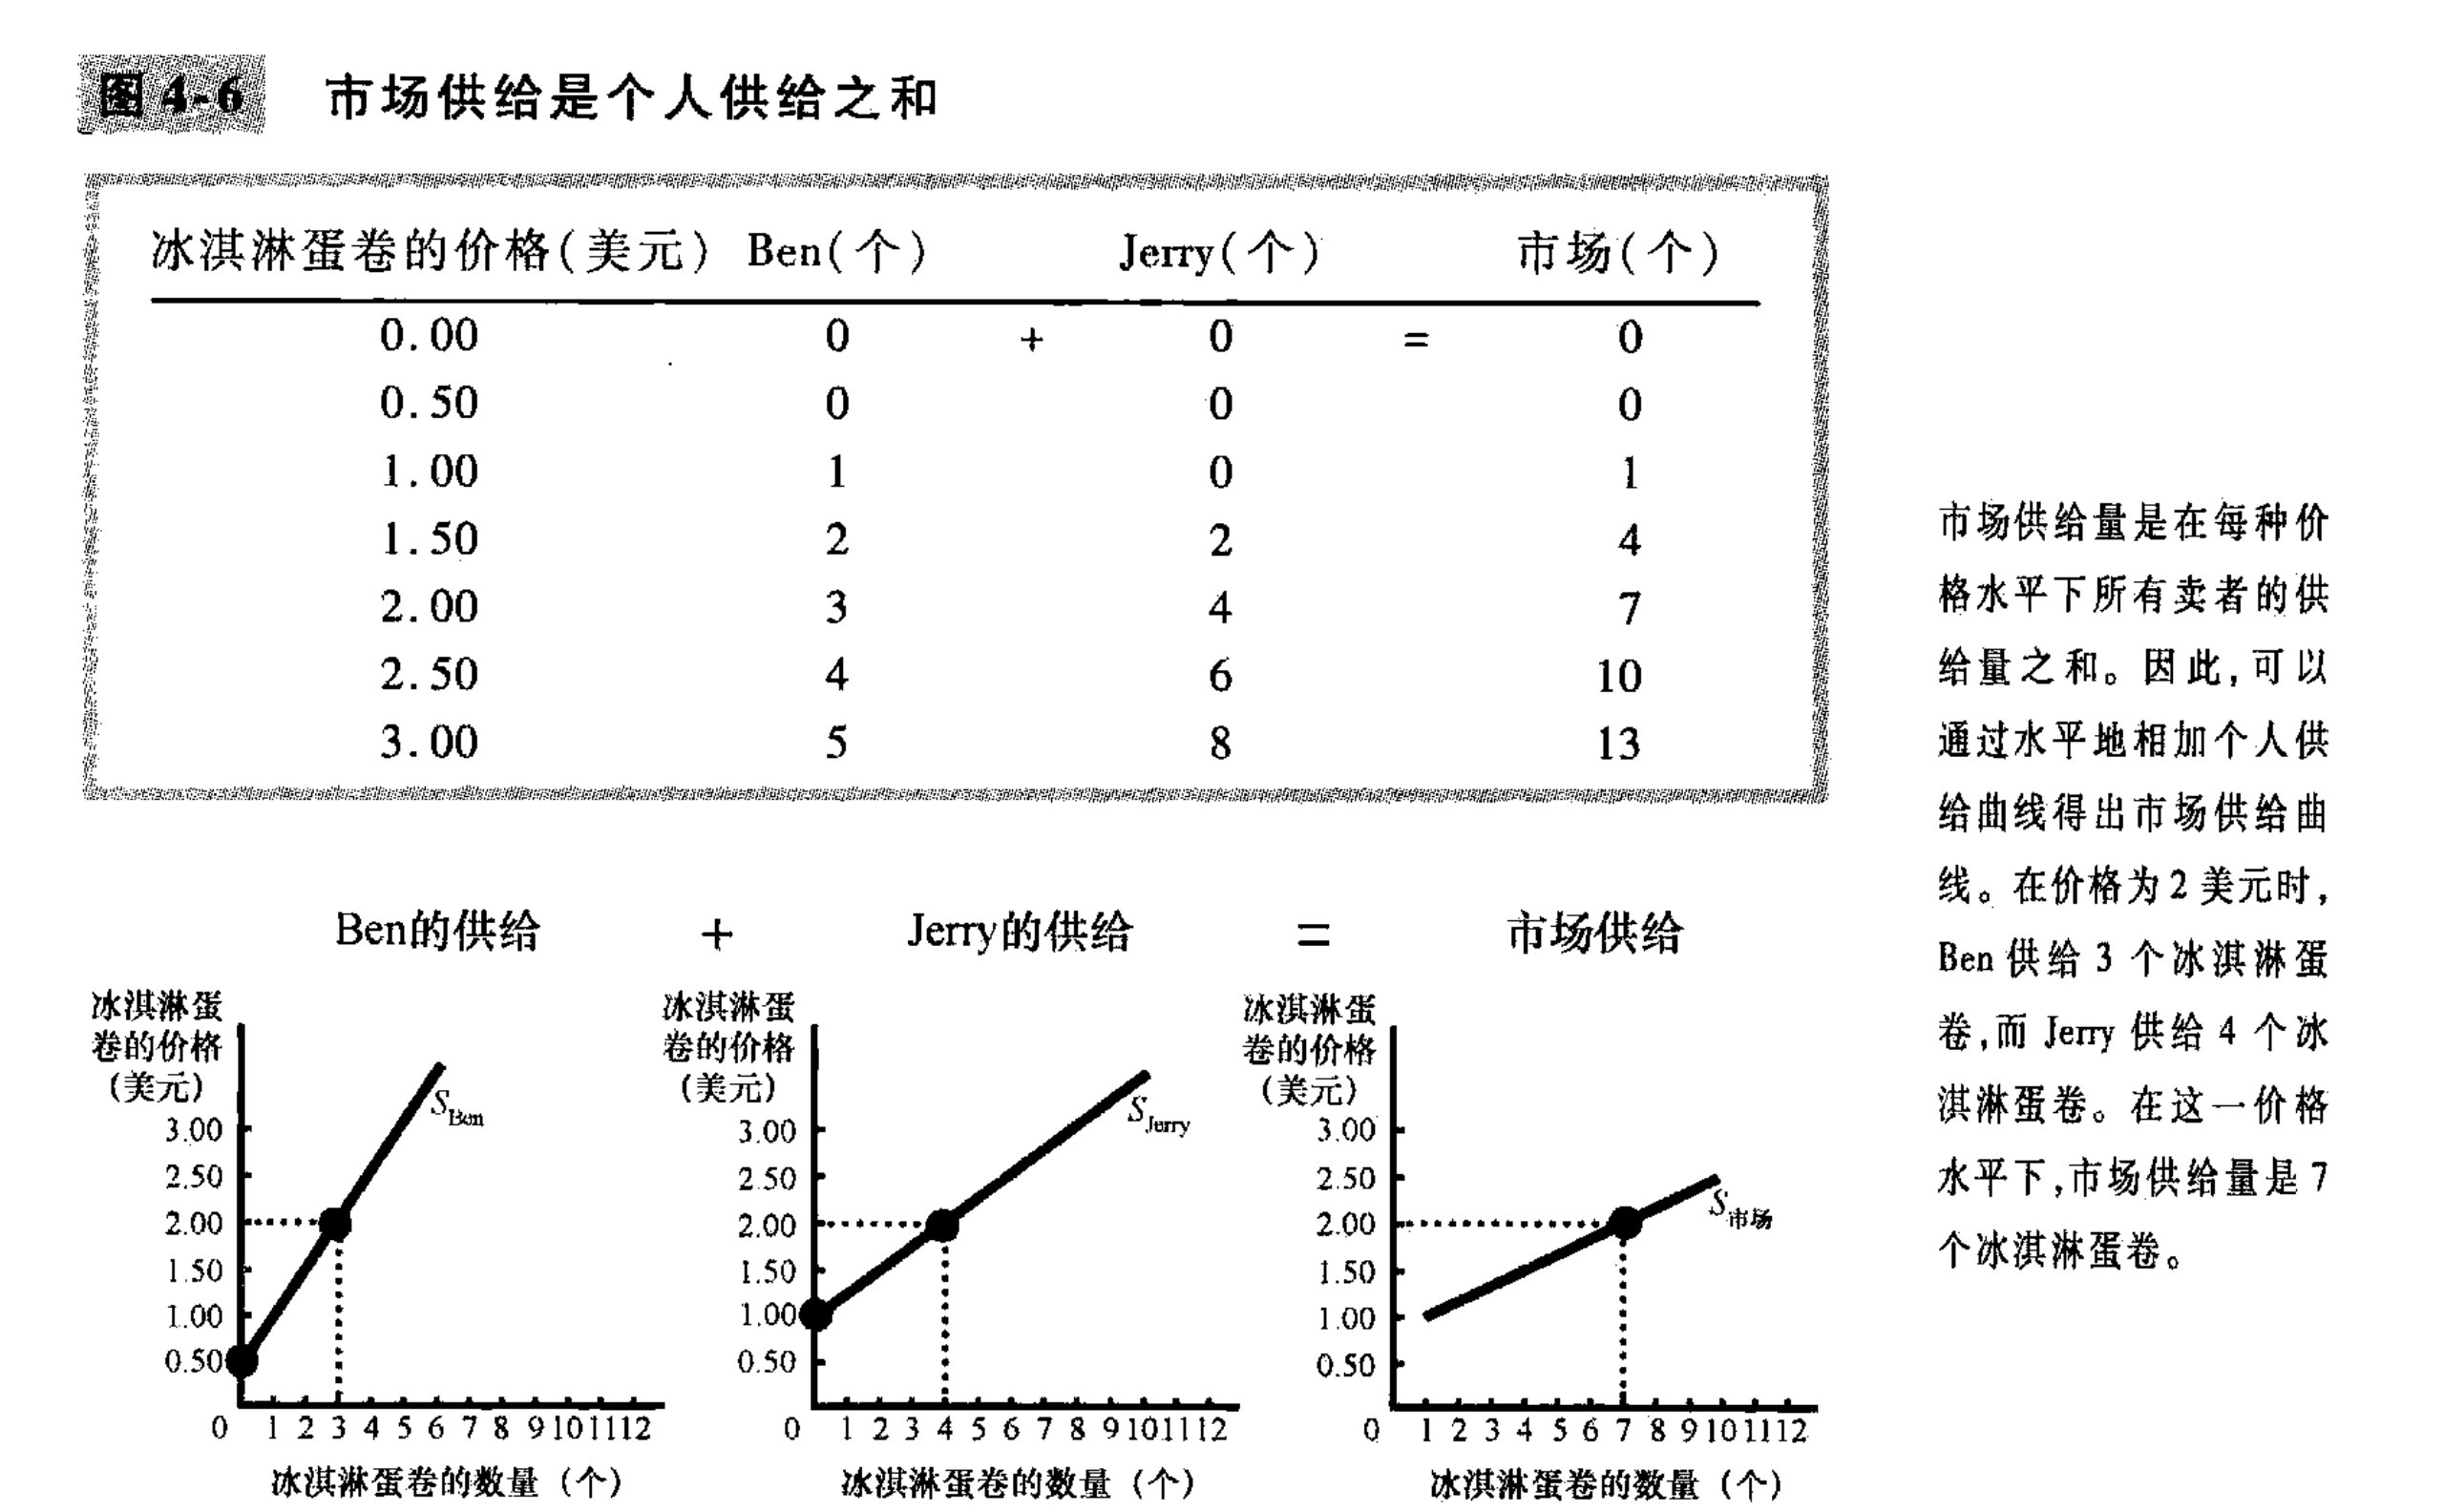 图 4-6 市场供给是个人供给之和
冰淇淋蛋卷的价格(美元) Ben(个) Jerry(个) 市场(个)
0.00 0 + 0 = 0
0.50 0 0 0
1.00 1 0 1
1.50 2 2 4
2.00 3 4 7
2.50 4 6 10
3.00 5 8 13
市场供给量是在每种价
格水平下所有卖者的供
给量之和。因此,可以
通过水平地相加个人供
给曲线得出市场供给曲
线。在价格为2美元时,
Ben 供给 3 个冰淇淋蛋
卷,而 Jerry 供给 4 个冰
淇淋蛋卷。在这一价格
水平下,市场供给量是 7
个冰淇淋蛋卷。
Ben的供给 + Jerry的供给 = 市场供给
冰淇淋蛋
卷的价格
(美元)
3.00
2.50
2.00
1.50
1.00
0.50
S Ben
0 1 2 3 4 5 6 7 8 9 10 11 12
冰淇淋蛋卷的数量(个)
冰淇淋蛋
卷的价格
(美元)
3.00
2.50
2.00
1.50
1.00
0.50
S Jerry
0 1 2 3 4 5 6 7 8 9 10 11 12
冰淇淋蛋卷的数量(个)
冰淇淋蛋
卷的价格
(美元)
3.00
2.50
2.00
1.50
1.00
0.50
S 市场
0 1 2 3 4 5 6 7 8 9 10 11 12
冰淇淋蛋卷的数量(个)